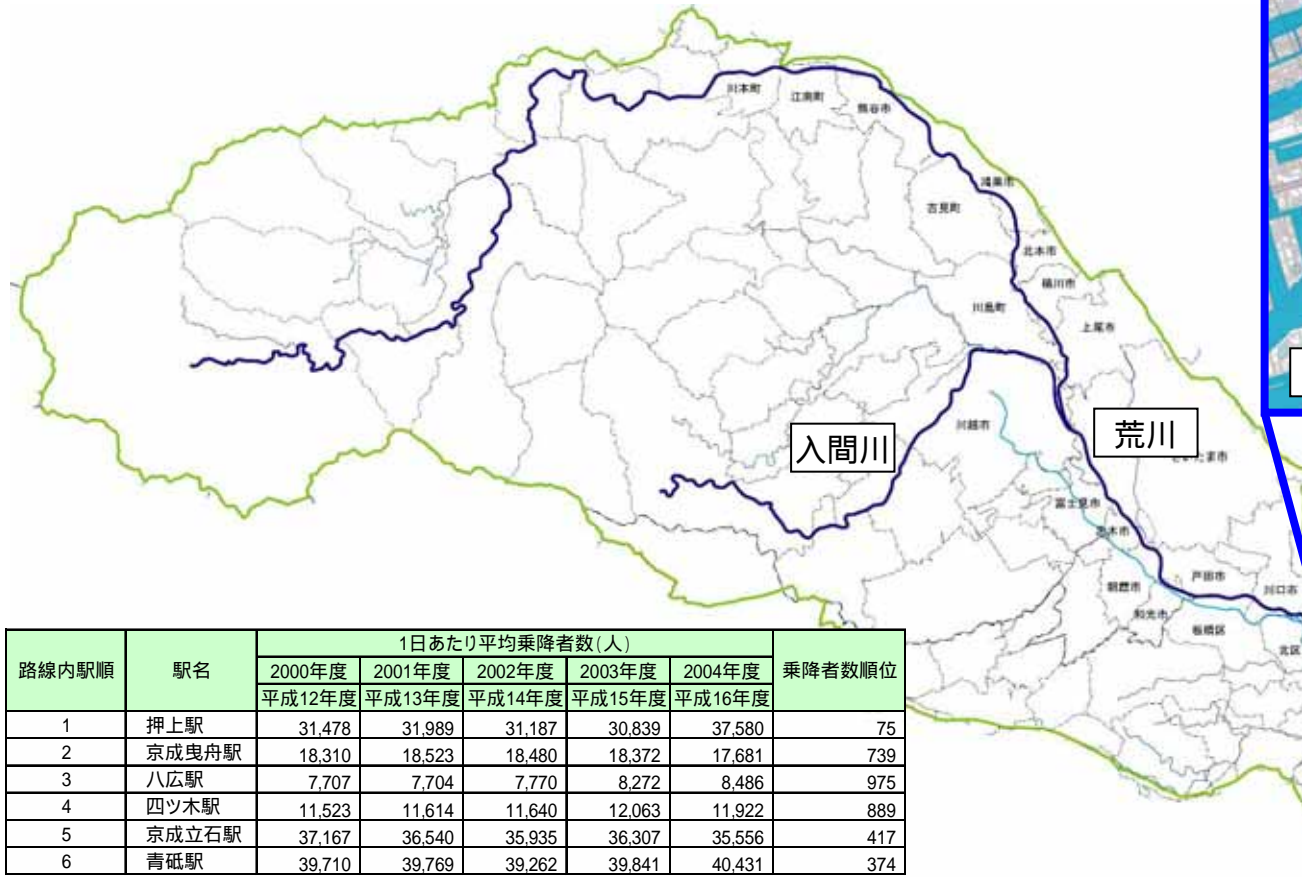 川本町
江南町
熊谷市
鴻巣市
吉見町
北本市
桶川市
川島町
上尾市
荒川
川越市
入間川
さいたま市
富士見市
志木市
戸田市
川口市
朝霞市
和光市
板橋区
北区
路線内駅順 駅名 1日あたり平均乗降者数(人) 乗降者数順位
2000年度 2001年度 2002年度 2003年度 2004年度
平成12年度 平成13年度 平成14年度 平成15年度 平成16年度
1 押上駅 31,478 31,989 31,187 30,839 37,580 75
2 京成曳舟駅 18,310 18,523 18,480 18,372 17,681 739
3 八広駅 7,707 7,704 7,770 8,272 8,486 975
4 四ツ木駅 11,523 11,614 11,640 12,063 11,922 889
5 京成立石駅 37,167 36,540 35,935 36,307 35,556 417
6 青砥駅 39,710 39,769 39,262 39,841 40,431 374